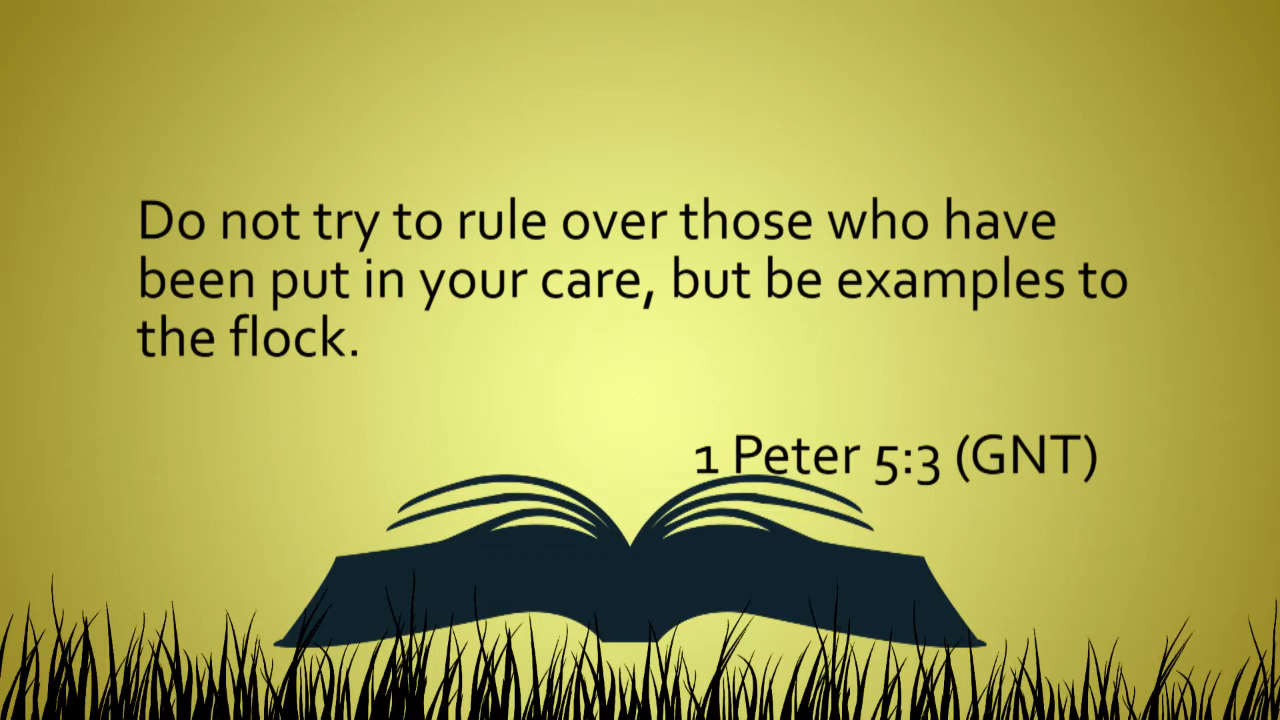 Do not try to rule over those who have
been put in your care, but be examples to
the flock.
1 Peter 5:3 (GNT)